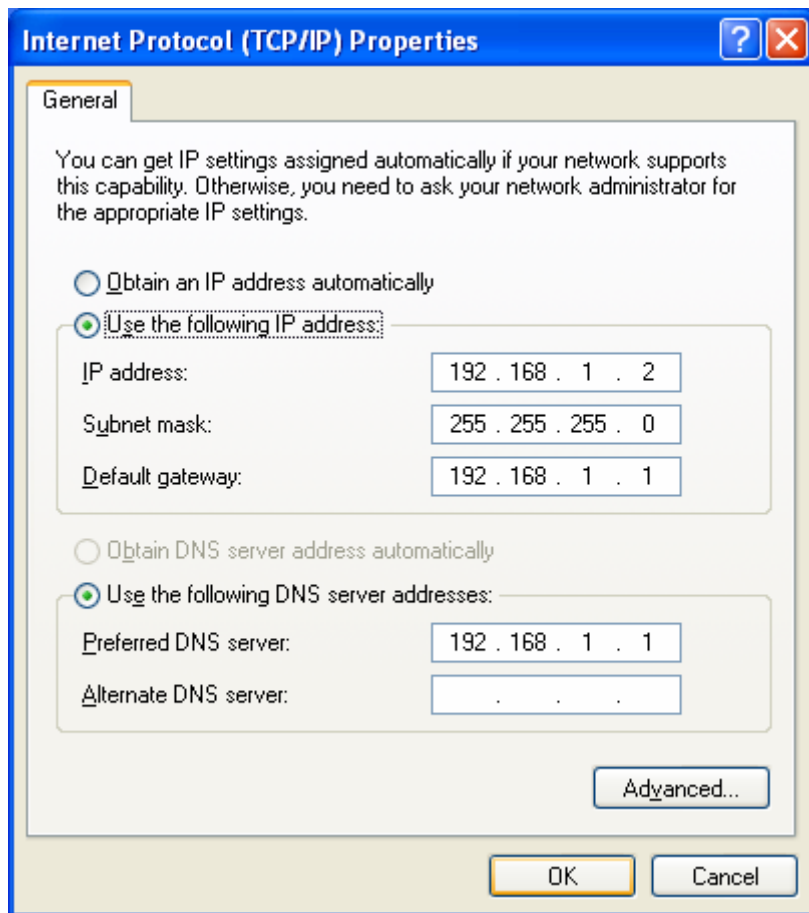 Internet Protocol (TCP/IP) Properties
General
You can get IP settings assigned automatically if your network supports
this capability. Otherwise, you need to ask your network administrator for
the appropriate IP settings.
Obtain an IP address automatically
Use the following IP address:
IP address: 192 . 168 . 1 . 2
Subnet mask: 255 . 255 . 255 . 0
Default gateway: 192 . 168 . 1 . 1
Obtain DNS server address automatically
Use the following DNS server addresses:
Preferred DNS server: 192 . 168 . 1 . 1
Alternate DNS server: . . .
Advanced...
OK Cancel